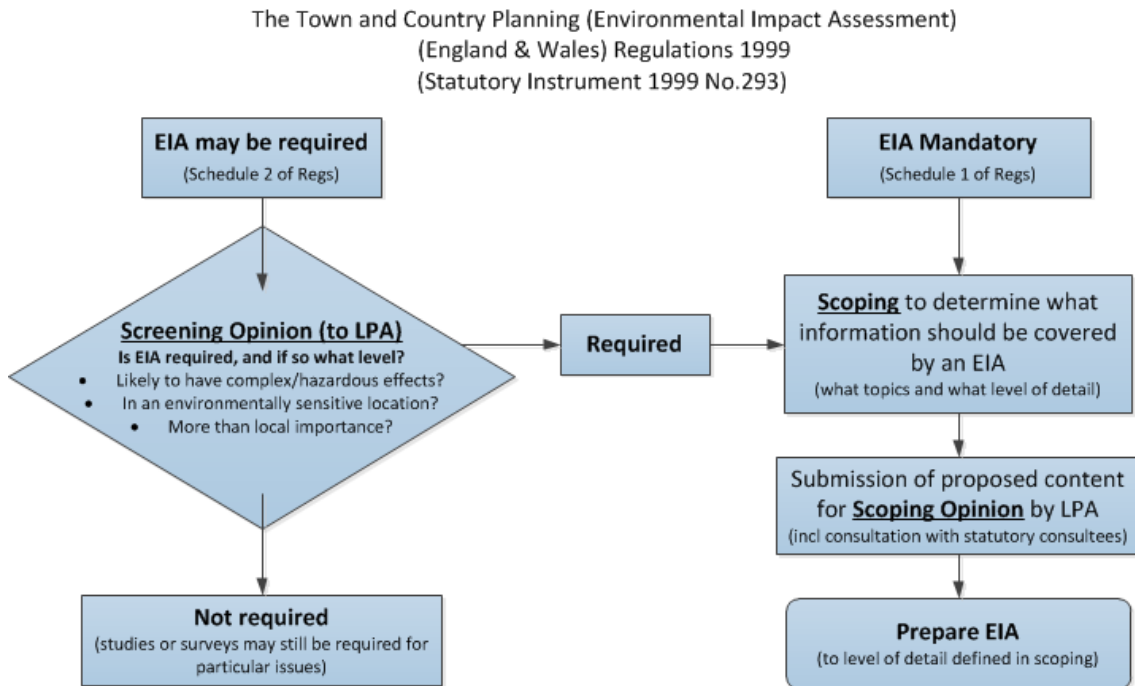 The Town and Country Planning (Environmental Impact Assessment)
(England & Wales) Regulations 1999
(Statutory Instrument 1999 No.293)
EIA may be required
(Schedule 2 of Regs)
EIA Mandatory
(Schedule 1 of Regs)
Screening Opinion (to LPA)
Is EIA required, and if so what level?
• Likely to have complex/hazardous effects?
• In an environmentally sensitive location?
• More than local importance?
Required
Scoping to determine what
information should be covered
by an EIA
(what topics and what level of detail)
Submission of proposed content
for Scoping Opinion by LPA
(incl consultation with statutory consultees)
Not required
(studies or surveys may still be required for
particular issues)
Prepare EIA
(to level of detail defined in scoping)